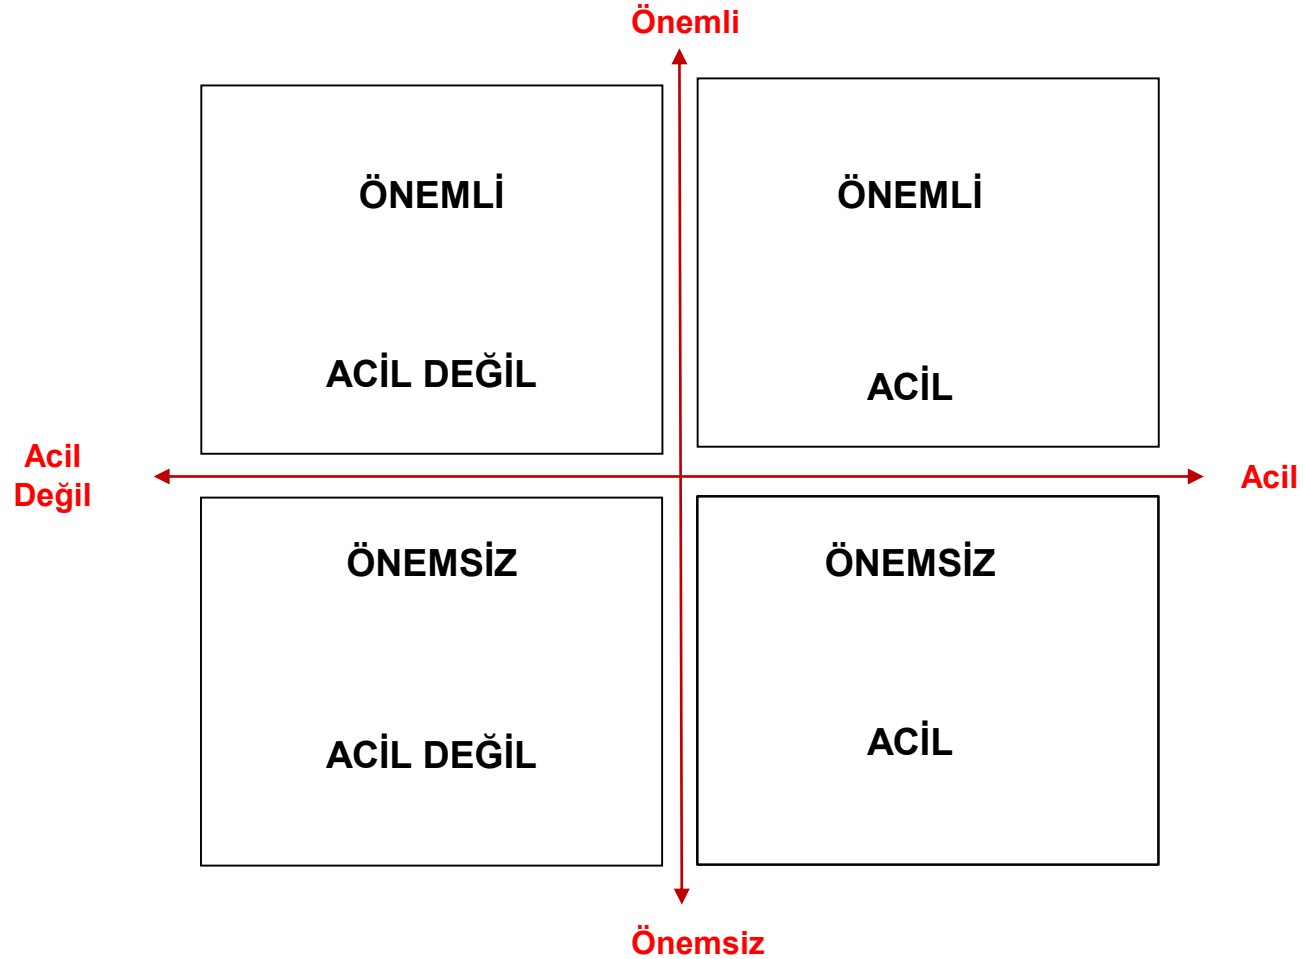 Önemli
ÖNEMLİ
ÖNEMLİ
ACİL DEĞİL
ACİL
Acil
Değil
Acil
ÖNEMSİZ
ÖNEMSİZ
ACİL DEĞİL
ACİL
Önemsiz